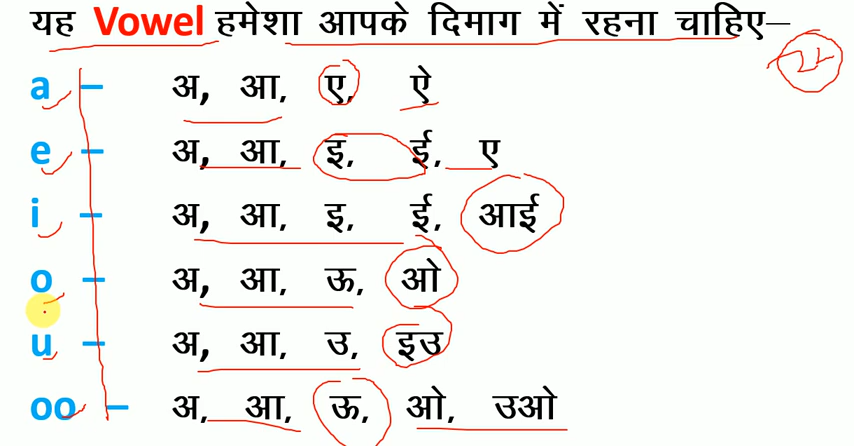 यह Vowel हमेशा आपके दिमाग में रहना चाहिए–
a – अ, आ, ए, ऐ
e – अ, आ, इ, ई, ए
i – अ, आ, इ, ई, आई
o – अ, आ, ऊ, ओ
u – अ, आ, उ, इउ
oo – अ, आ, ऊ, ओ, उओ